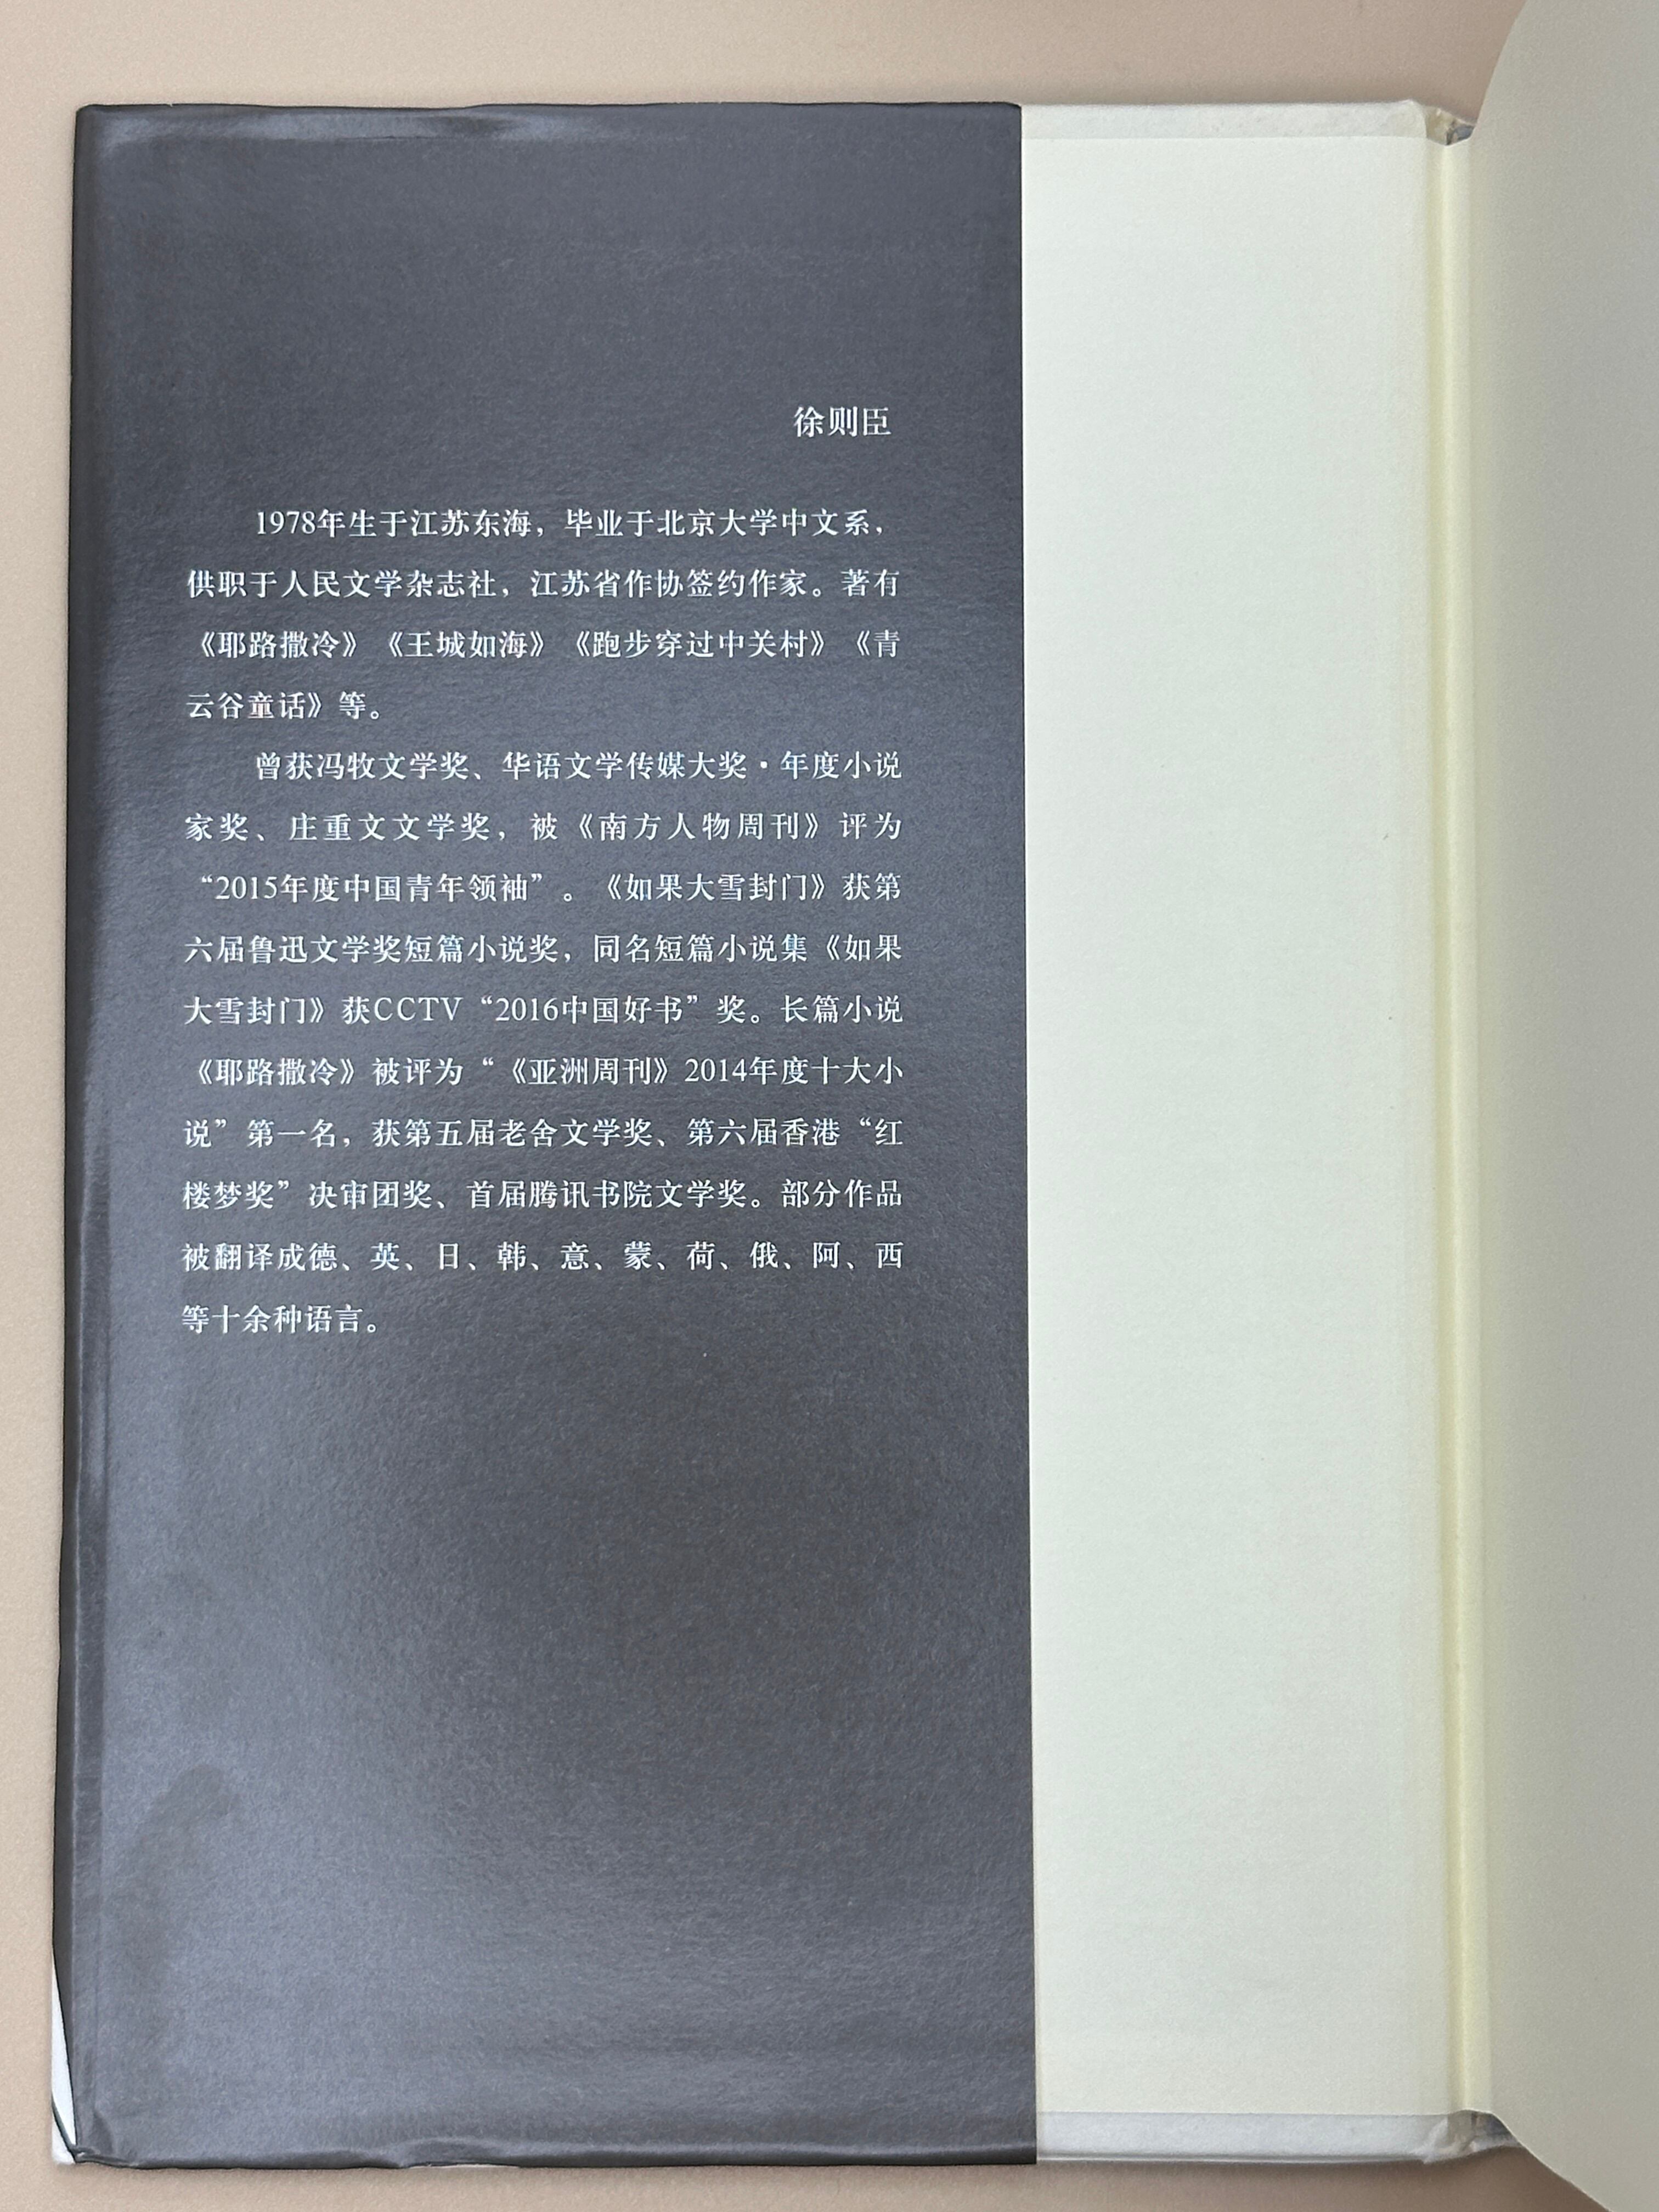 徐则臣
1978年生于江苏东海，毕业于北京大学中文系，
供职于人民文学杂志社，江苏省作协签约作家。著有
《耶路撒冷》《王城如海》《跑步穿过中关村》《青
云谷童话》等。
曾获冯牧文学奖、华语文学传媒大奖·年度小说
家奖、庄重文文学奖，被《南方人物周刊》评为
“2015年度中国青年领袖”。《如果大雪封门》获第
六届鲁迅文学奖短篇小说奖，同名短篇小说集《如果
大雪封门》获CCTV“2016中国好书”奖。长篇小说
《耶路撒冷》被评为“《亚洲周刊》2014年度十大小
说”第一名，获第五届老舍文学奖、第六届香港“红
楼梦奖”决审团奖、首届腾讯书院文学奖。部分作品
被翻译成德、英、日、韩、意、蒙、荷、俄、阿、西
等十余种语言。